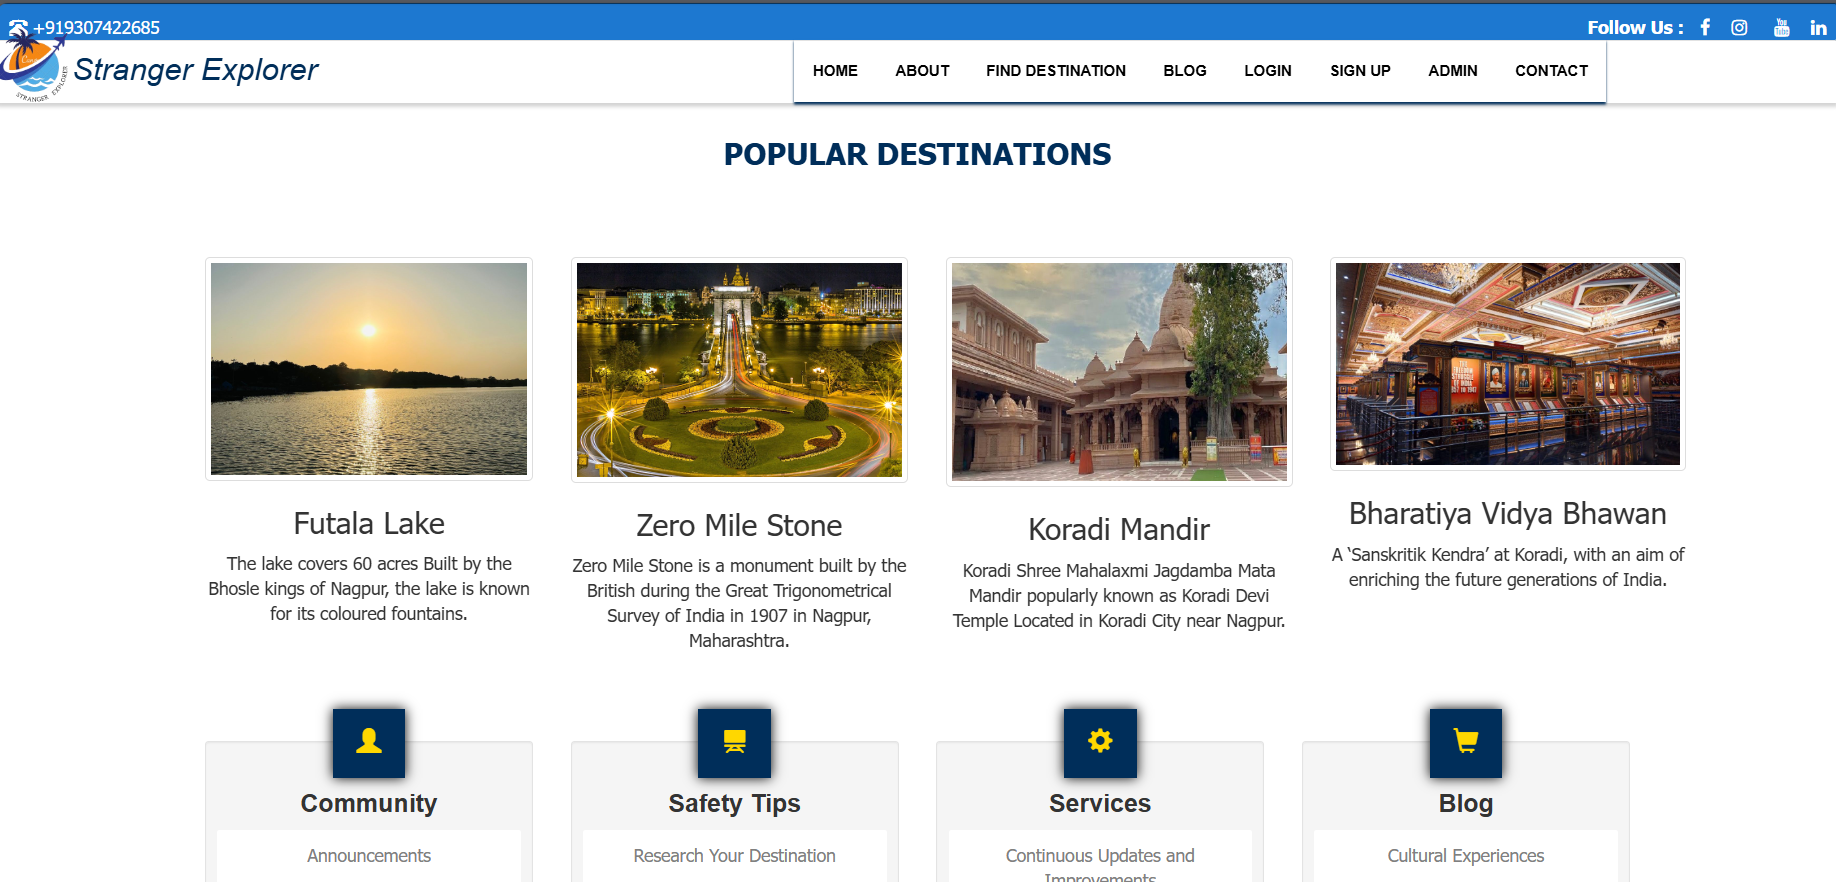 +919307422685
Follow Us :
Stranger Explorer
STRANGER EXPLORER
HOME
ABOUT
FIND DESTINATION
BLOG
LOGIN
SIGN UP
ADMIN
CONTACT
POPULAR DESTINATIONS
Futala Lake
The lake covers 60 acres Built by the
Bhosle kings of Nagpur, the lake is known
for its coloured fountains.
Zero Mile Stone
Zero Mile Stone is a monument built by the
British during the Great Trigonometrical
Survey of India in 1907 in Nagpur,
Maharashtra.
Koradi Mandir
Koradi Shree Mahalaxmi Jagdamba Mata
Mandir popularly known as Koradi Devi
Temple Located in Koradi City near Nagpur.
Bharatiya Vidya Bhawan
A ‘Sanskritik Kendra’ at Koradi, with an aim of
enriching the future generations of India.
Community
Announcements
Safety Tips
Research Your Destination
Services
Continuous Updates and
Improvements
Blog
Cultural Experiences